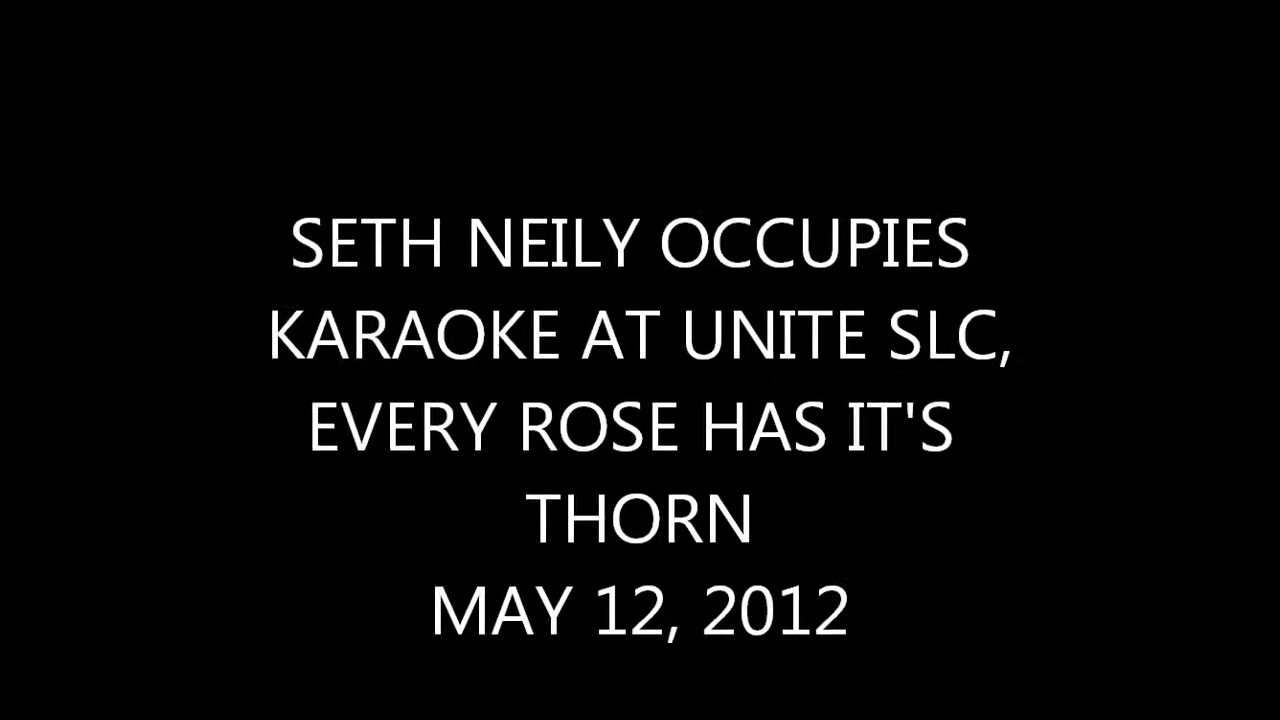 SETH NEILY OCCUPIES
KARAOKE AT UNITE SLC,
EVERY ROSE HAS IT'S
THORN
MAY 12, 2012